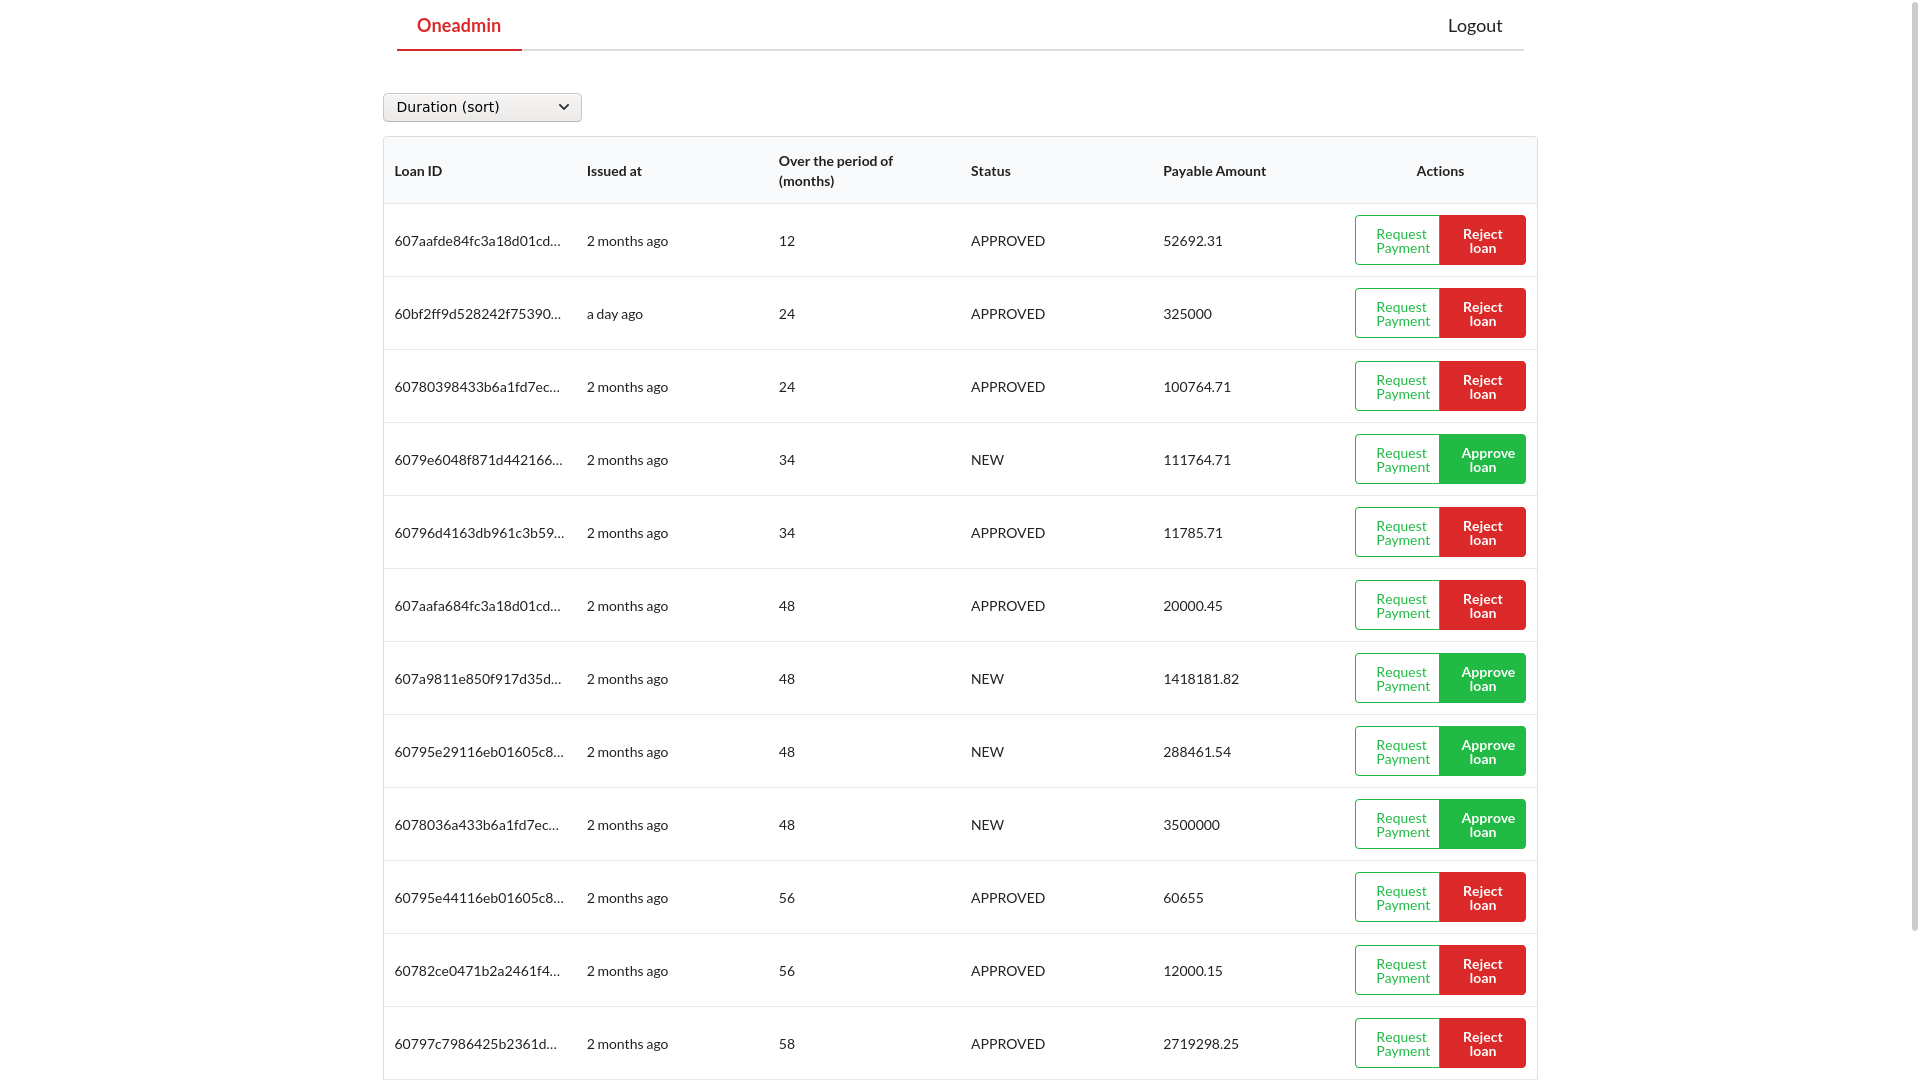 Oneadmin
Logout
Duration (sort)
Loan ID
Issued at
Over the period of
(months)
Status
Payable Amount
Actions
607aafde84fc3a18d01cd... 2 months ago 12 APPROVED 52692.31 Request Payment Reject loan
60bf2ff9d528242f75390... a day ago 24 APPROVED 325000 Request Payment Reject loan
60780398433b6a1fd7ec... 2 months ago 24 APPROVED 100764.71 Request Payment Reject loan
6079e6048f871d442166... 2 months ago 34 NEW 111764.71 Request Payment Approve loan
60796d4163db961c3b59... 2 months ago 34 APPROVED 11785.71 Request Payment Reject loan
607aafa684fc3a18d01cd... 2 months ago 48 APPROVED 20000.45 Request Payment Reject loan
607a9811e850f917d35d... 2 months ago 48 NEW 1418181.82 Request Payment Approve loan
60795e29116eb01605c8... 2 months ago 48 NEW 288461.54 Request Payment Approve loan
6078036a433b6a1fd7ec... 2 months ago 48 NEW 3500000 Request Payment Approve loan
60795e44116eb01605c8... 2 months ago 56 APPROVED 60655 Request Payment Reject loan
60782ce0471b2a2461f4... 2 months ago 56 APPROVED 12000.15 Request Payment Reject loan
60797c7986425b2361d... 2 months ago 58 APPROVED 2719298.25 Request Payment Reject loan